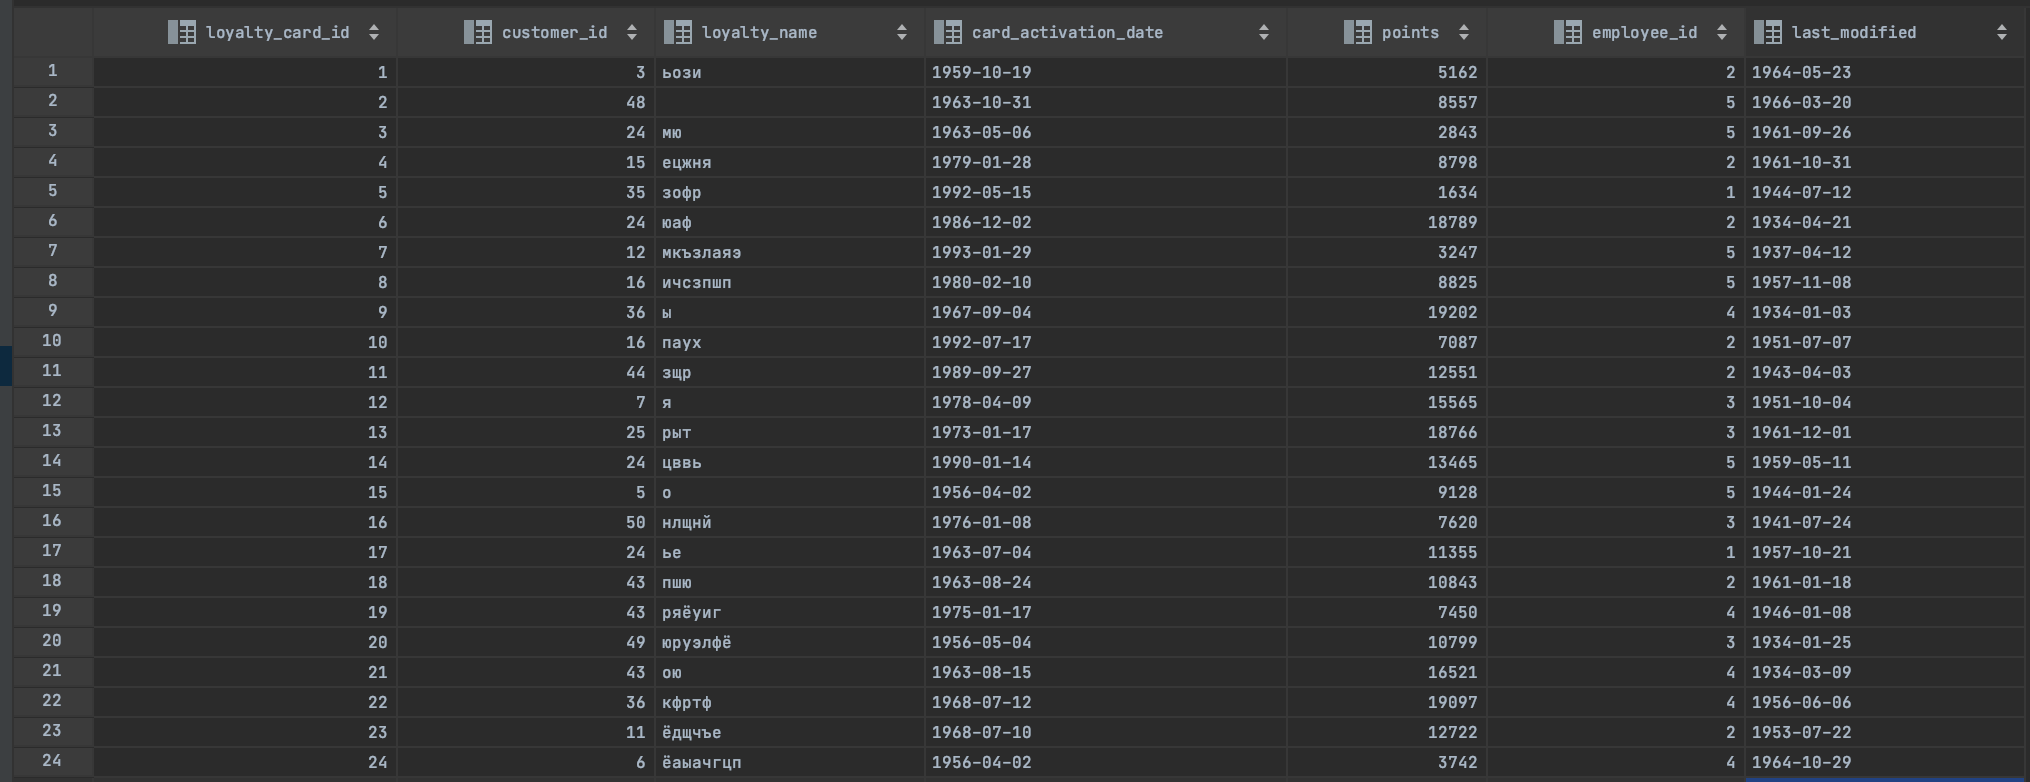 loyalty_card_id customer_id loyalty_name card_activation_date points employee_id last_modified
1 1 3 ьози 1959-10-19 5162 2 1964-05-23
2 2 48 1963-10-31 8557 5 1966-03-20
3 3 24 мю 1963-05-06 2843 5 1961-09-26
4 4 15 ецжня 1979-01-28 8798 2 1961-10-31
5 5 35 зофр 1992-05-15 1634 1 1944-07-12
6 6 24 юаф 1986-12-02 18789 2 1934-04-21
7 7 12 мкъзлаяэ 1993-01-29 3247 5 1937-04-12
8 8 16 ичсзпшп 1980-02-10 8825 5 1957-11-08
9 9 36 ы 1967-09-04 19202 4 1934-01-03
10 10 16 паух 1992-07-17 7087 2 1951-07-07
11 11 44 зщр 1989-09-27 12551 2 1943-04-03
12 12 7 я 1978-04-09 15565 3 1951-10-04
13 13 25 рыт 1973-01-17 18766 3 1961-12-01
14 14 24 цввь 1990-01-14 13465 5 1959-05-11
15 15 5 о 1956-04-02 9128 5 1944-01-24
16 16 50 нлщнй 1976-01-08 7620 3 1941-07-24
17 17 24 ье 1963-07-04 11355 1 1957-10-21
18 18 43 пшю 1963-08-24 10843 2 1961-01-18
19 19 43 ряёуиг 1975-01-17 7450 4 1946-01-08
20 20 49 юруэлфё 1956-05-04 10799 3 1934-01-25
21 21 43 ою 1963-08-15 16521 4 1934-03-09
22 22 36 кфртф 1968-07-12 19097 4 1956-06-06
23 23 11 ёдщчъе 1968-07-10 12722 2 1953-07-22
24 24 6 ёаыачгцп 1956-04-02 3742 4 1964-10-29